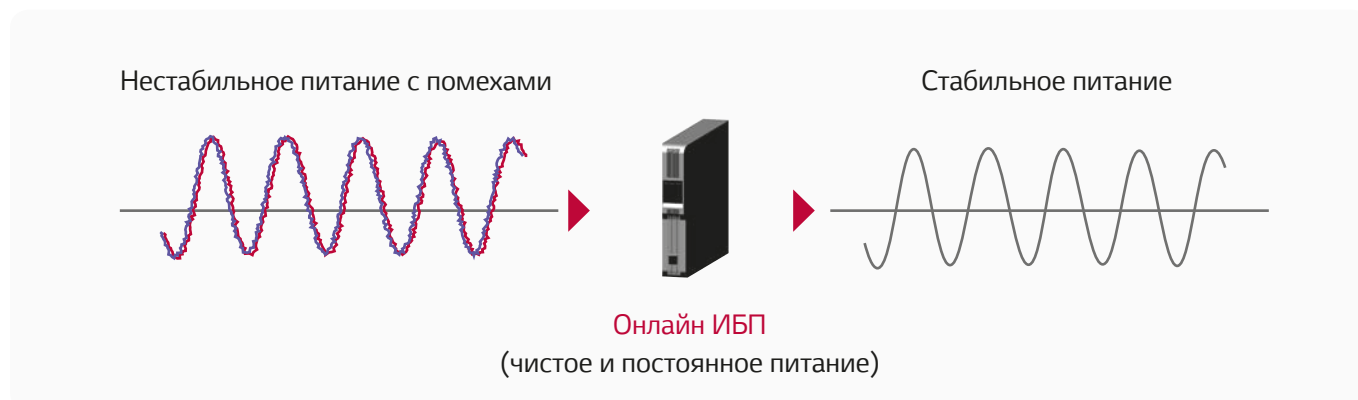 Нестабильное питание с помехами
Стабильное питание
Онлайн ИБП
(чистое и постоянное питание)